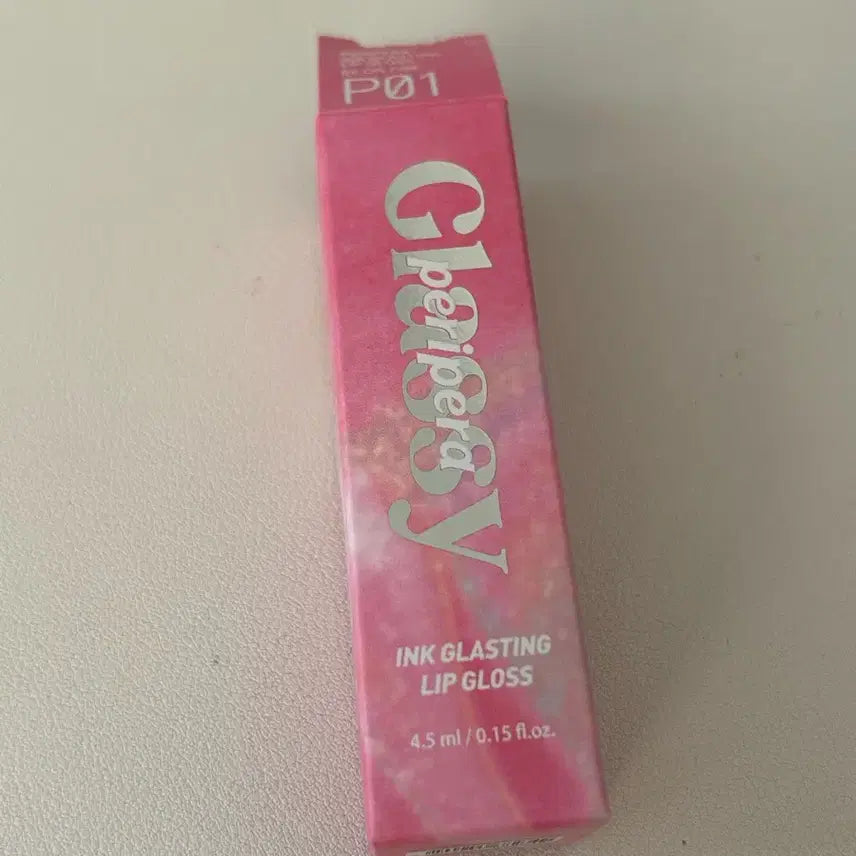 P01
Glassy
peripera
INK GLASTING
LIP GLOSS
4.5 ml / 0.15 fl.oz.